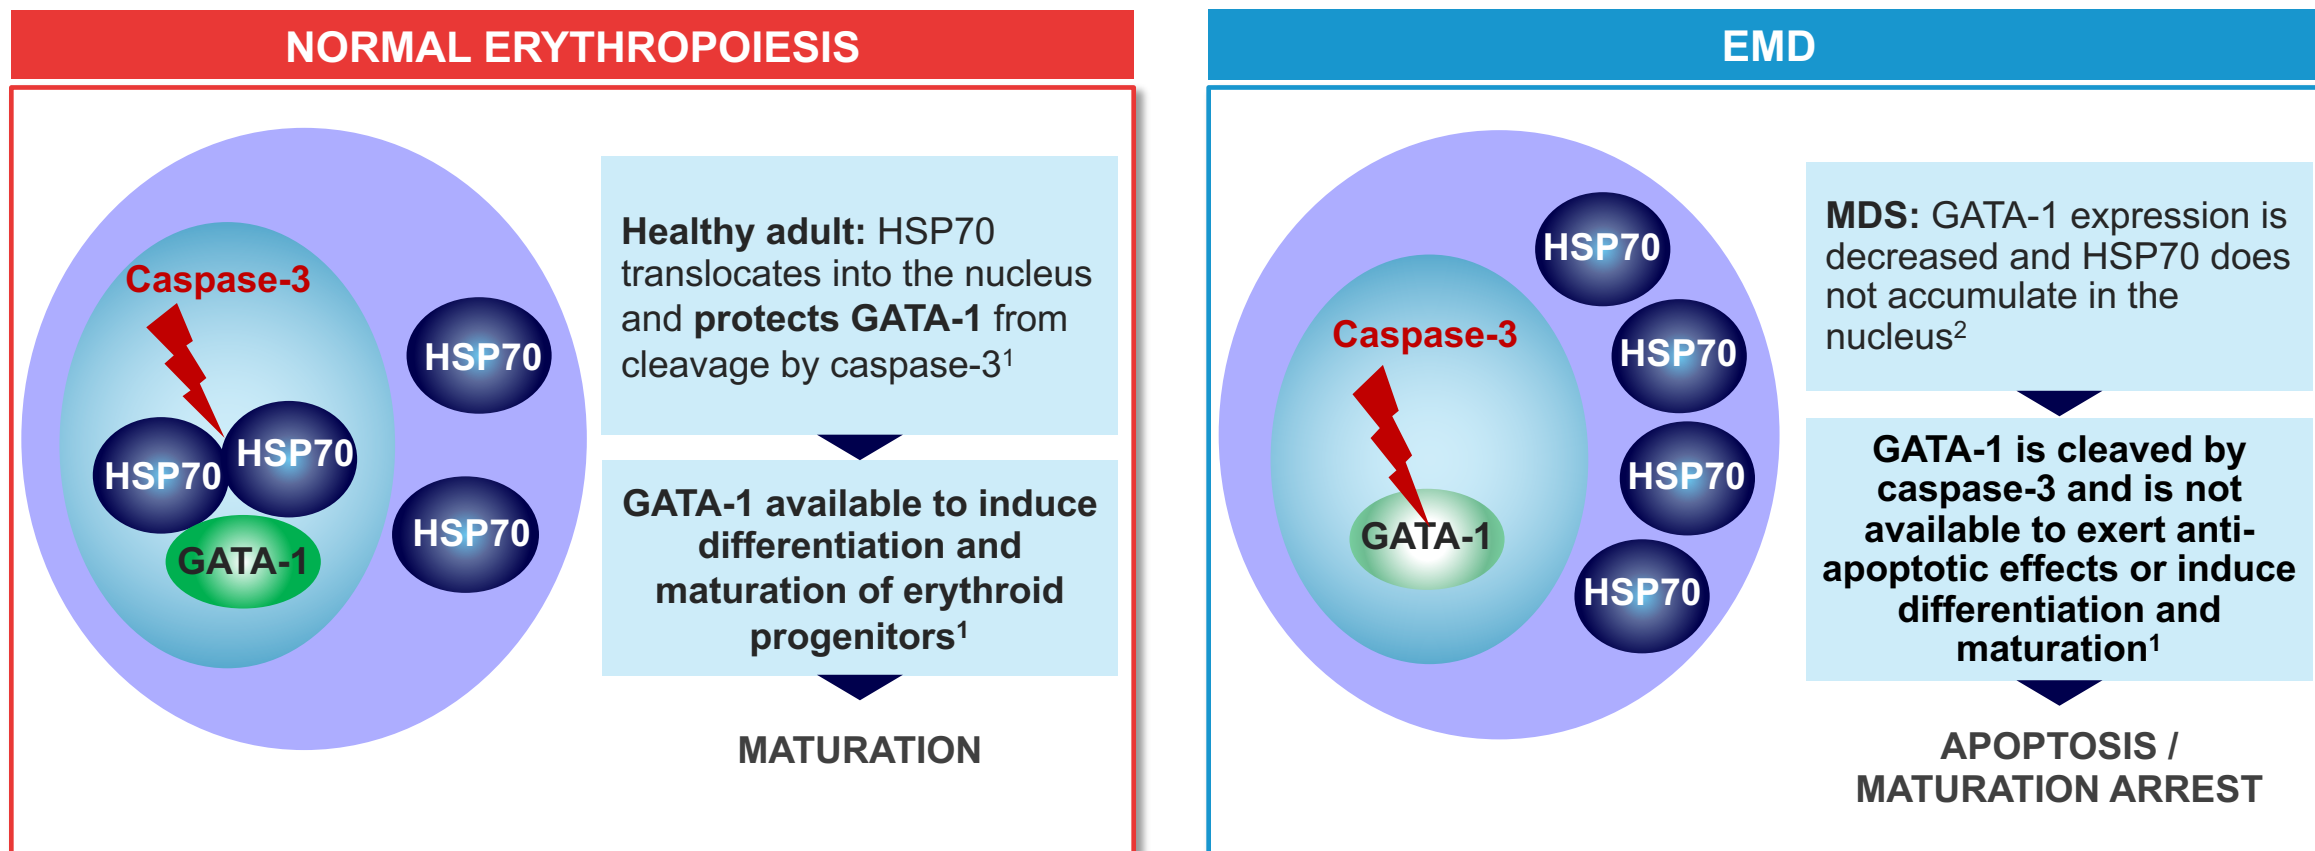 NORMAL ERYTHROPOIESIS
Caspase-3
HSP70
HSP70
HSP70
HSP70
GATA-1
Healthy adult: HSP70
translocates into the nucleus
and protects GATA-1 from
cleavage by caspase-3¹
GATA-1 available to induce
differentiation and
maturation of erythroid
progenitors¹
MATURATION
EMD
Caspase-3
GATA-1
HSP70
HSP70
HSP70
HSP70
MDS: GATA-1 expression is
decreased and HSP70 does
not accumulate in the
nucleus²
GATA-1 is cleaved by
caspase-3 and is not
available to exert anti-
apoptotic effects or induce
differentiation and
maturation¹
APOPTOSIS /
MATURATION ARREST